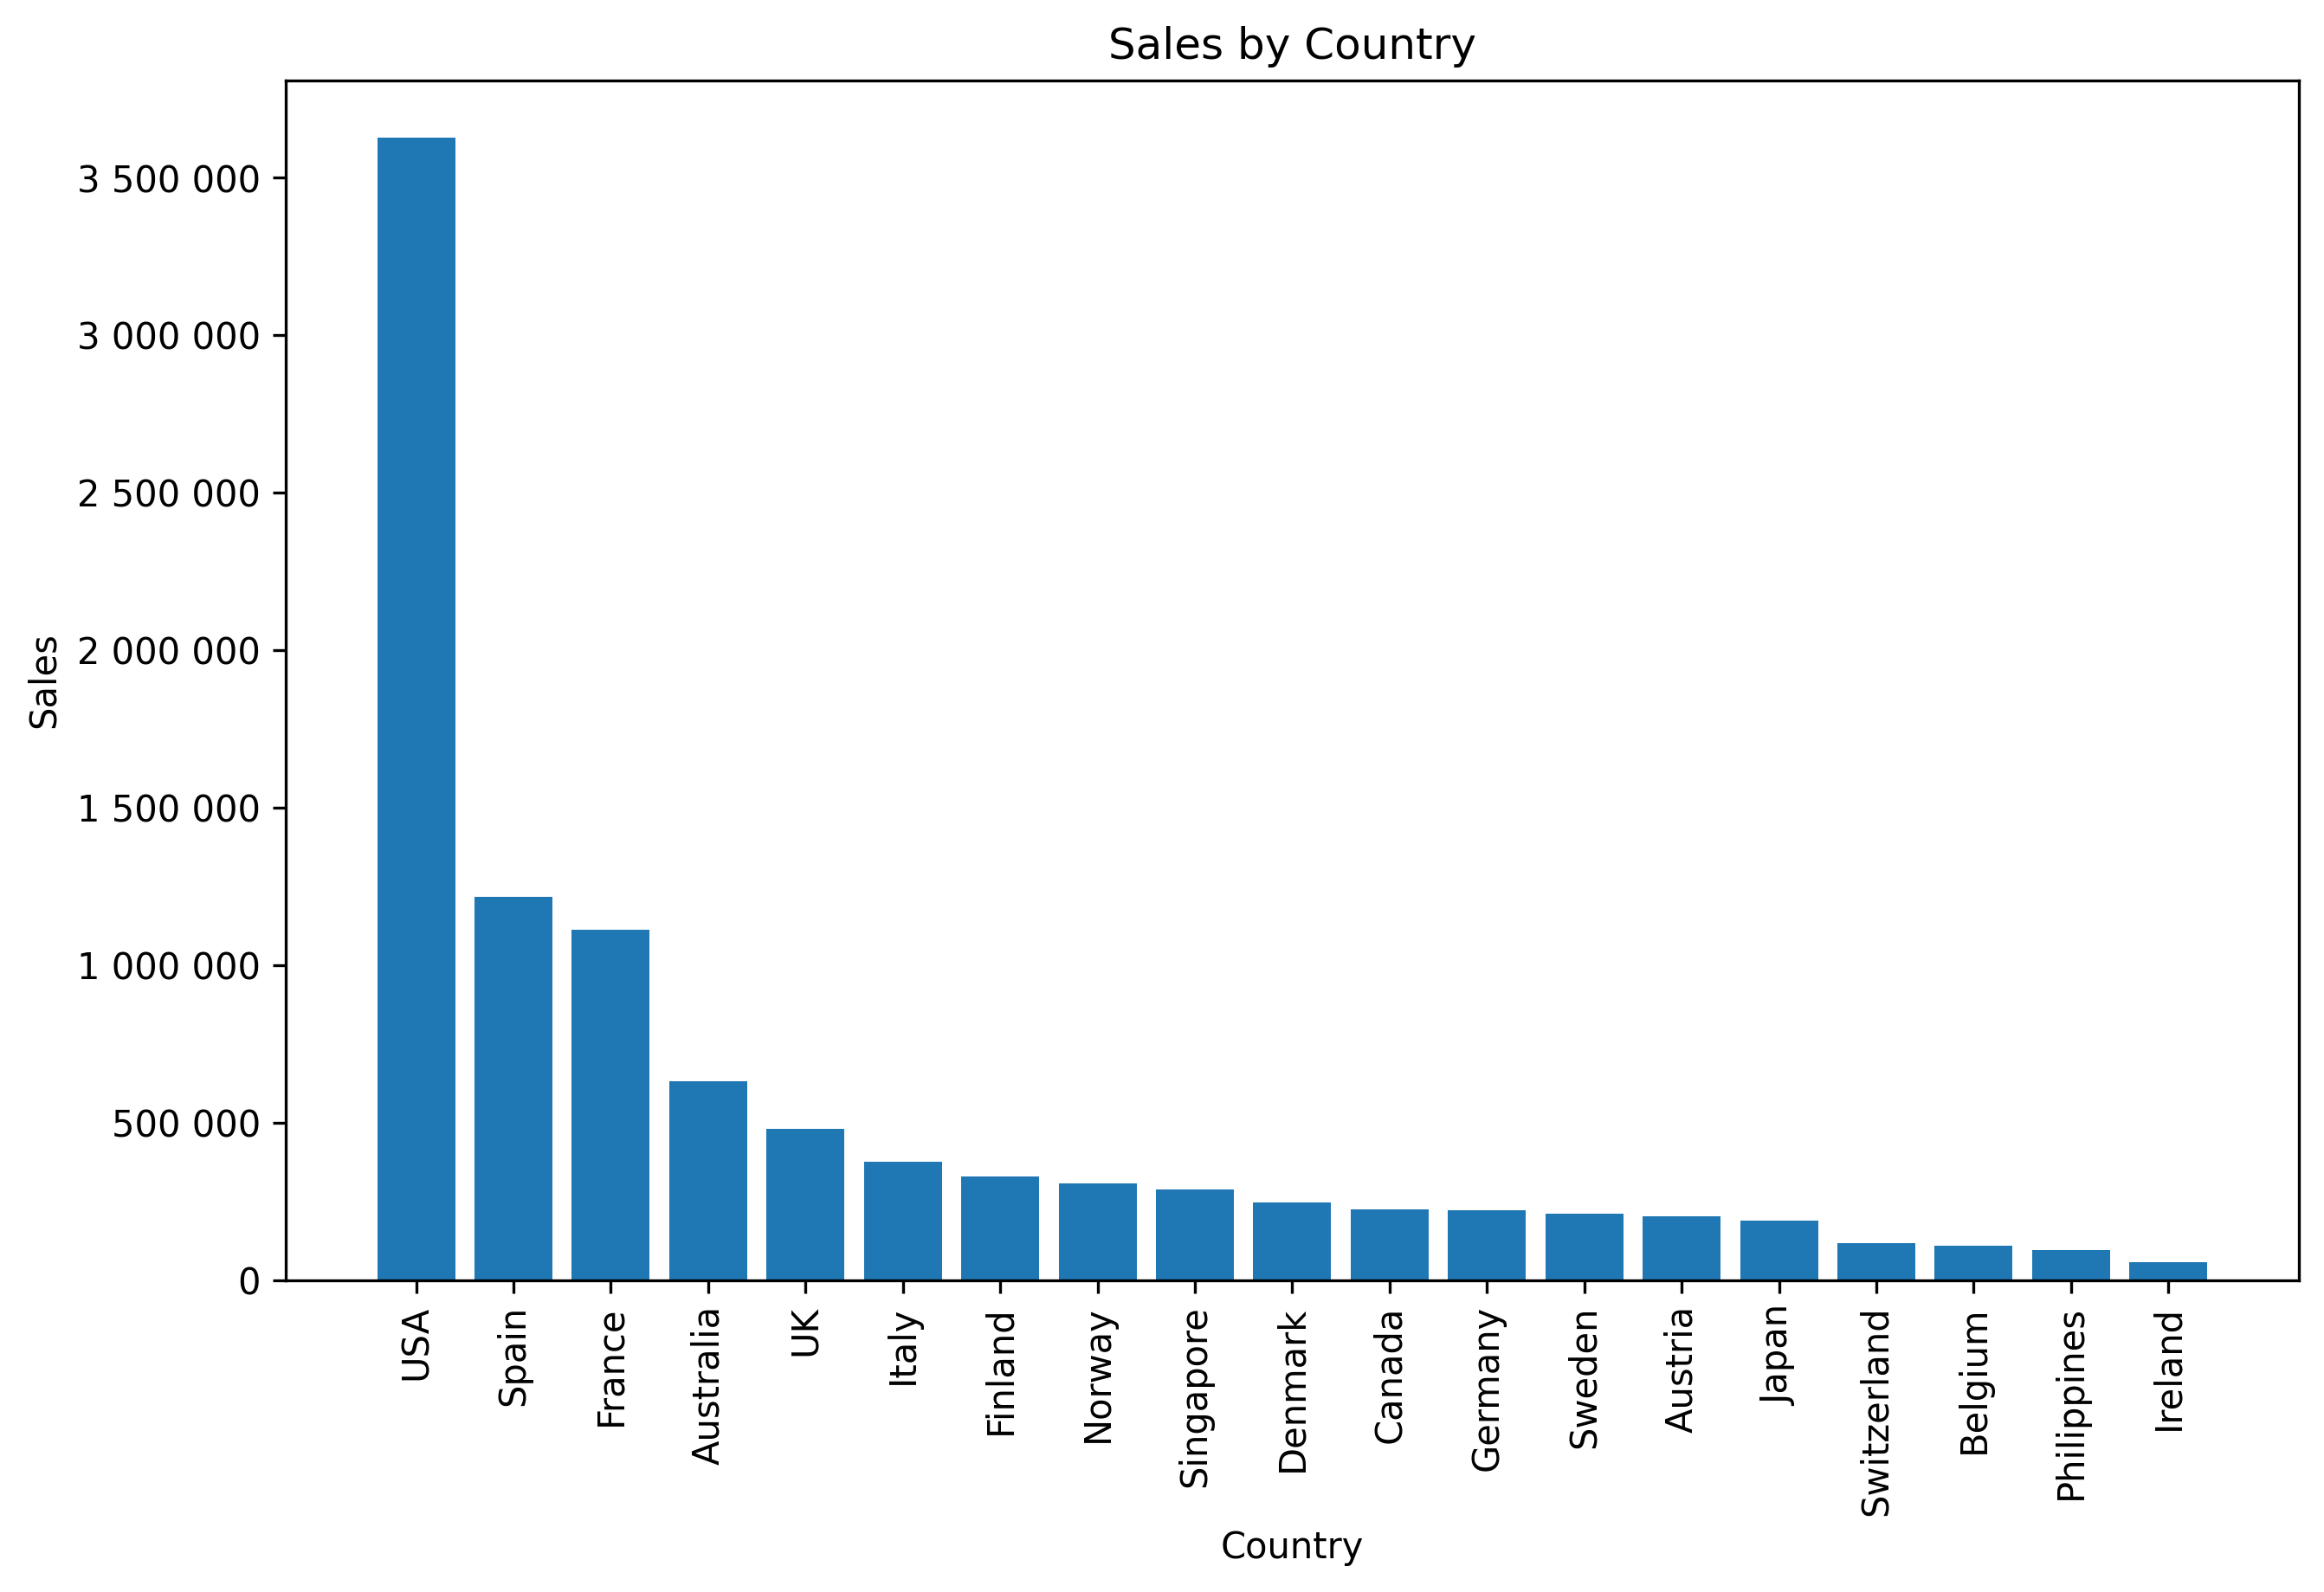 Sales by Country
Sales
3 500 000
3 000 000
2 500 000
2 000 000
1 500 000
1 000 000
500 000
0
USA
Spain
France
Australia
UK
Italy
Finland
Norway
Singapore
Denmark
Canada
Germany
Sweden
Austria
Japan
Switzerland
Belgium
Philippines
Ireland
Country